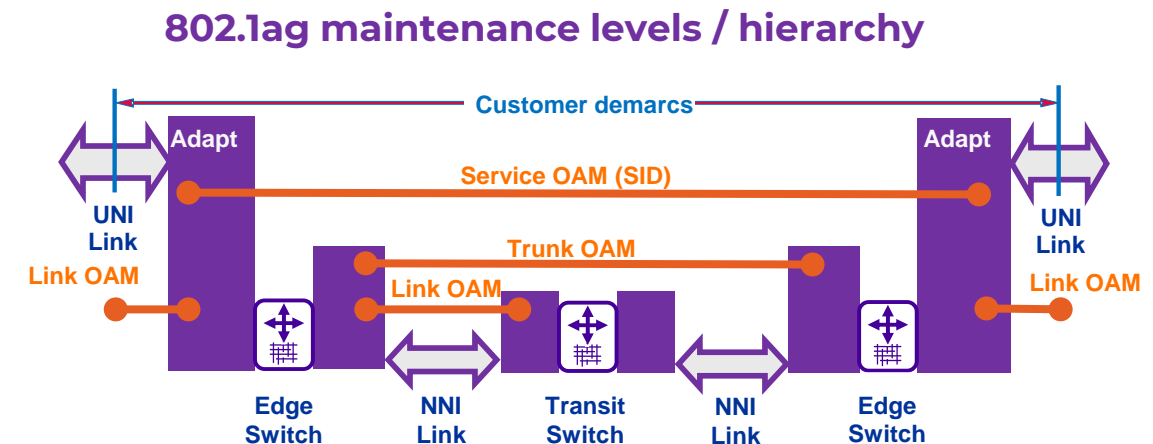 802.1ag maintenance levels / hierarchy
Customer demarcs
Adapt
Adapt
Service OAM (SID)
UNI
Link
UNI
Link
Trunk OAM
Link OAM
Link OAM
Link OAM
Edge
Switch
NNI
Link
Transit
Switch
NNI
Link
Edge
Switch